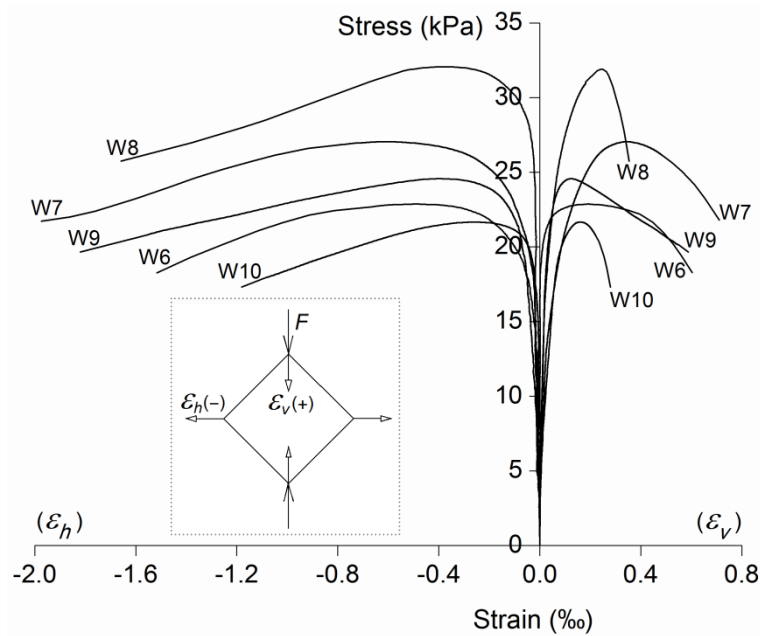 Stress (kPa)
35
30
25
20
15
10
5
0
W8
W7
W9
W6
W10
W8
W7
W9
W6
W10
F
εh(−)
εv(+)
(εh)
(εv)
-2.0 -1.6 -1.2 -0.8 -0.4 0.0 0.4 0.8
Strain (‰)